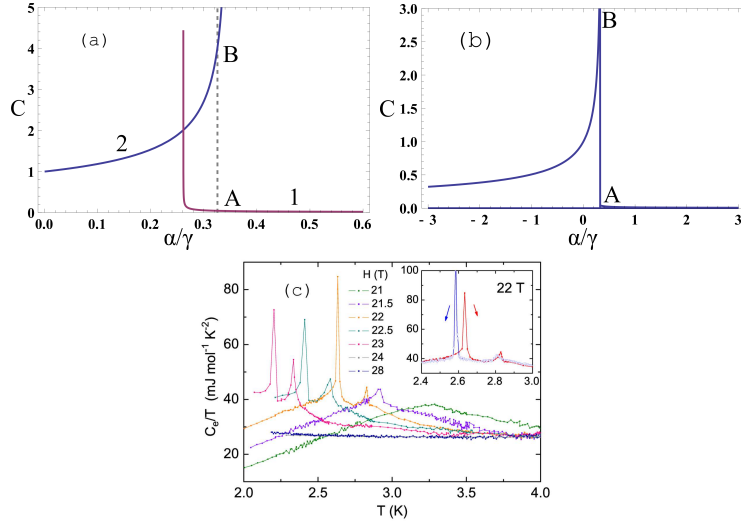 (a)
C
5
4
3
2
1
0
0.0 0.1 0.2 0.3 0.4 0.5 0.6
α/γ
2
B
A
1
(b)
C
3.0
2.5
2.0
1.5
1.0
0.5
0.0
- 3 - 2 - 1 0 1 2 3
α/γ
B
A
(c)
C_e/T (mJ mol⁻¹ K⁻²)
80
60
40
20
2.0 2.5 3.0 3.5 4.0
T (K)
H (T)
21
21.5
22
22.5
23
24
28
22 T
100
80
60
40
2.4 2.6 2.8 3.0